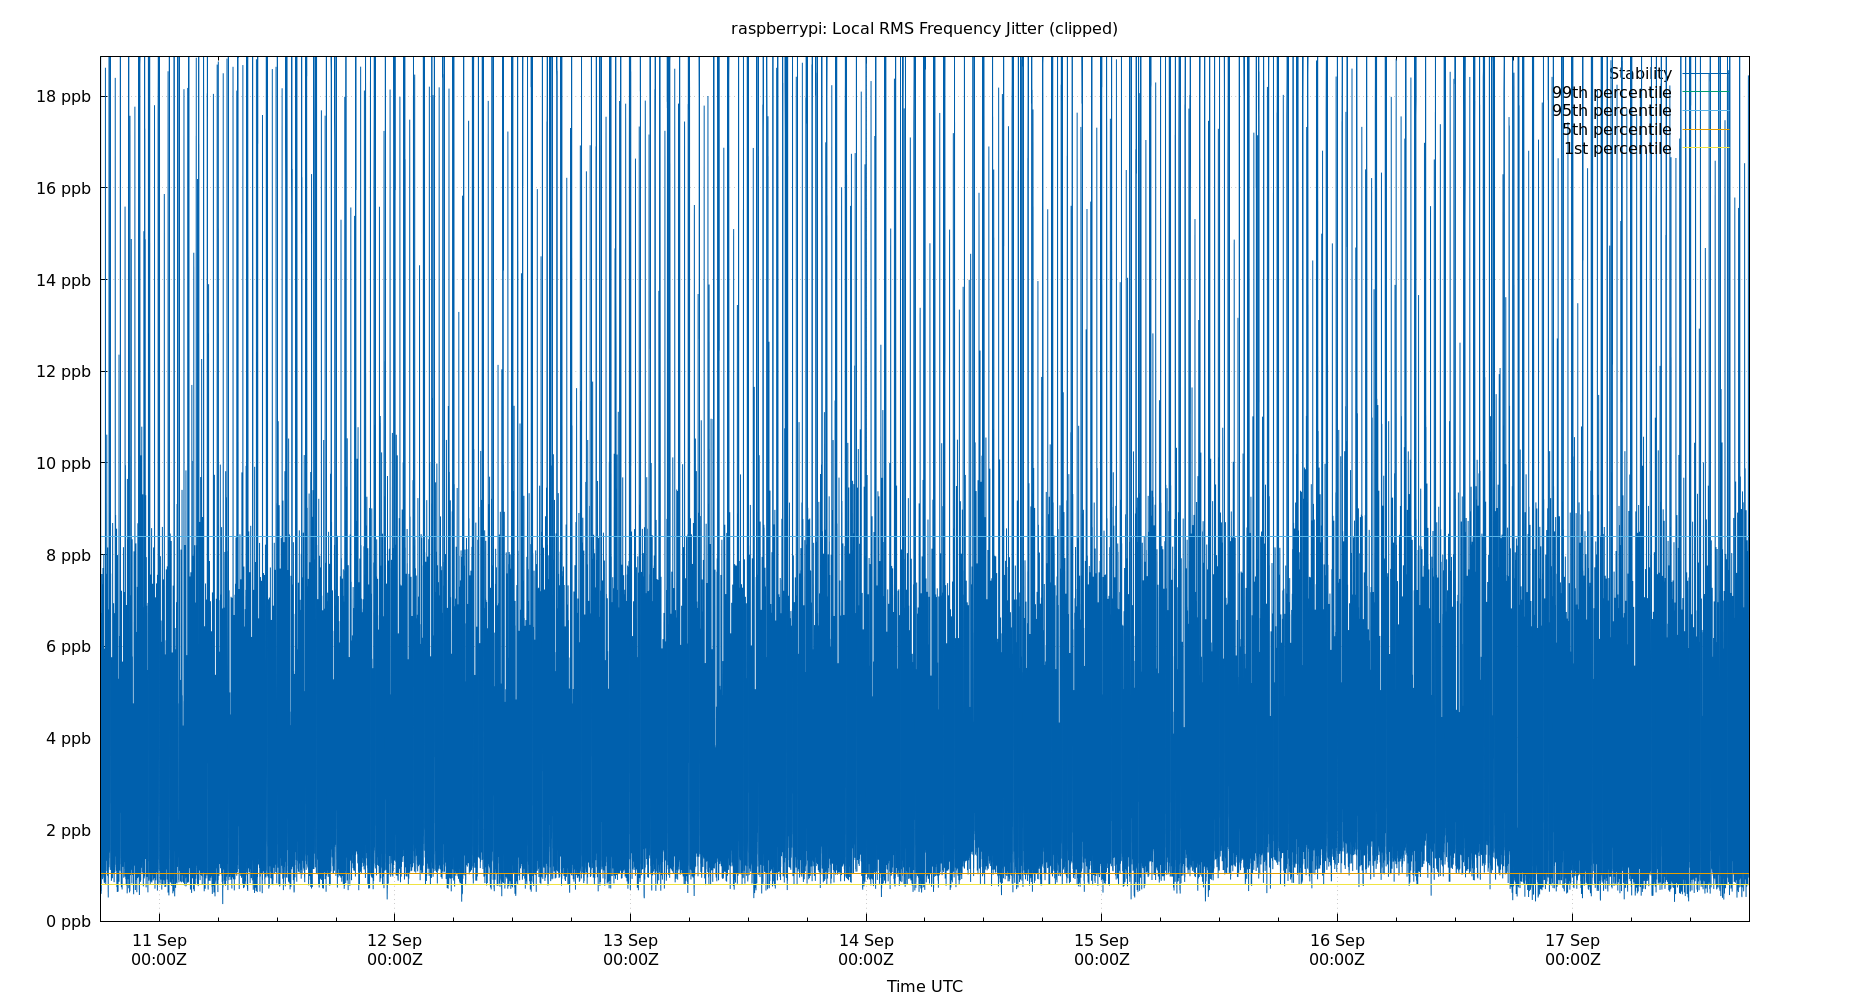 raspberrypi: Local RMS Frequency Jitter (clipped)
Stability
99th percentile
95th percentile
5th percentile
1st percentile
18 ppb
16 ppb
14 ppb
12 ppb
10 ppb
8 ppb
6 ppb
4 ppb
2 ppb
0 ppb
11 Sep 12 Sep 13 Sep 14 Sep 15 Sep 16 Sep 17 Sep
00:00Z 00:00Z 00:00Z 00:00Z 00:00Z 00:00Z 00:00Z
Time UTC